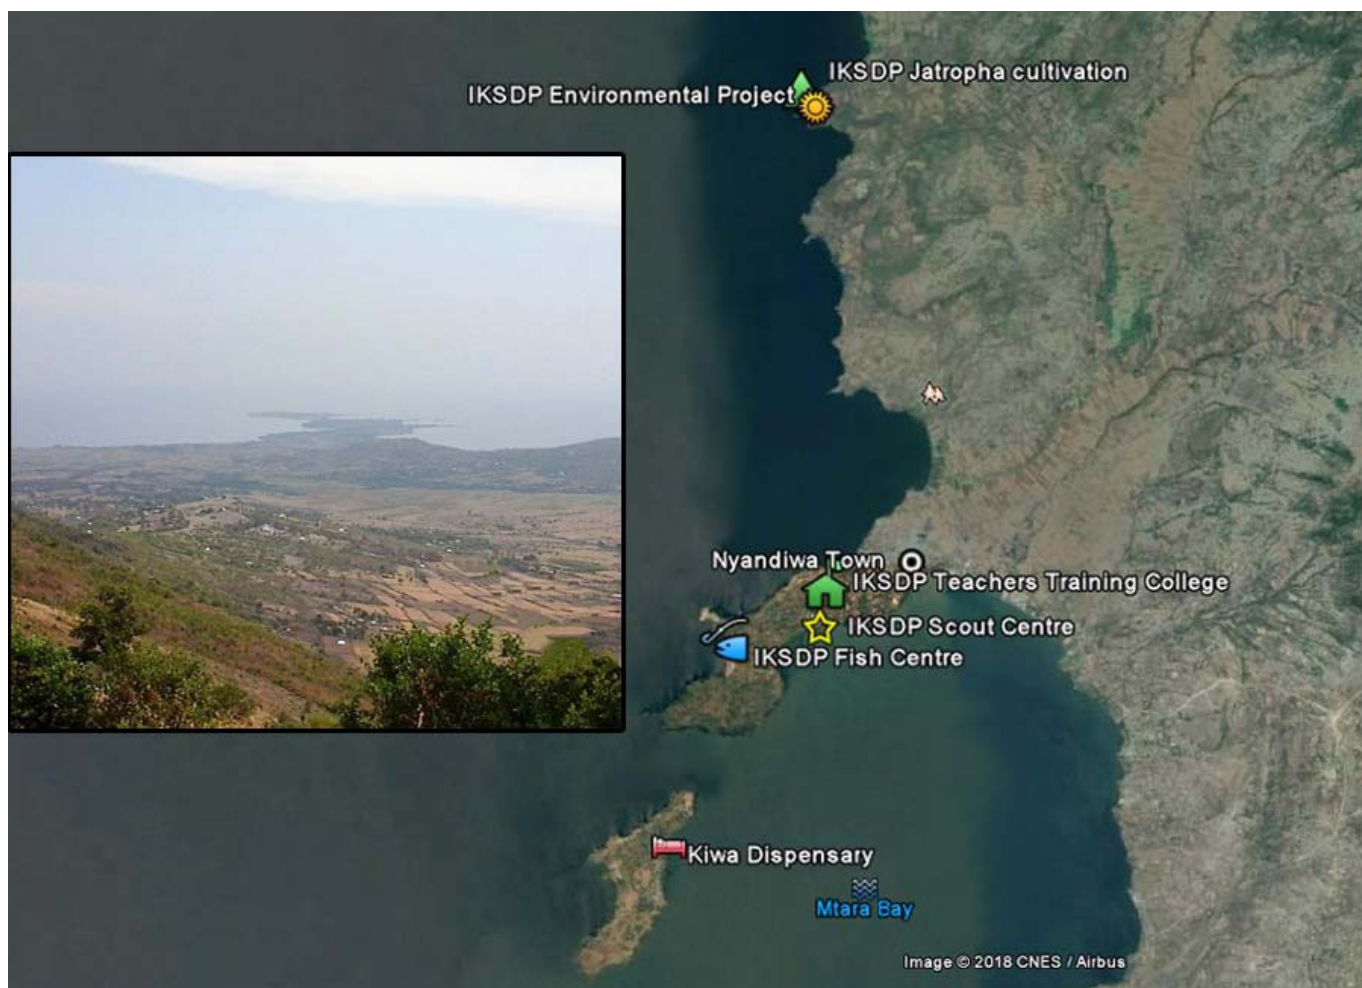 IKSDP Jatropha cultivation
IKSDP Environmental Project
Nyandiwa Town
IKSDP Teachers Training College
IKSDP Scout Centre
IKSDP Fish Centre
Kiwa Dispensary
Mtara Bay
Image © 2018 CNES / Airbus